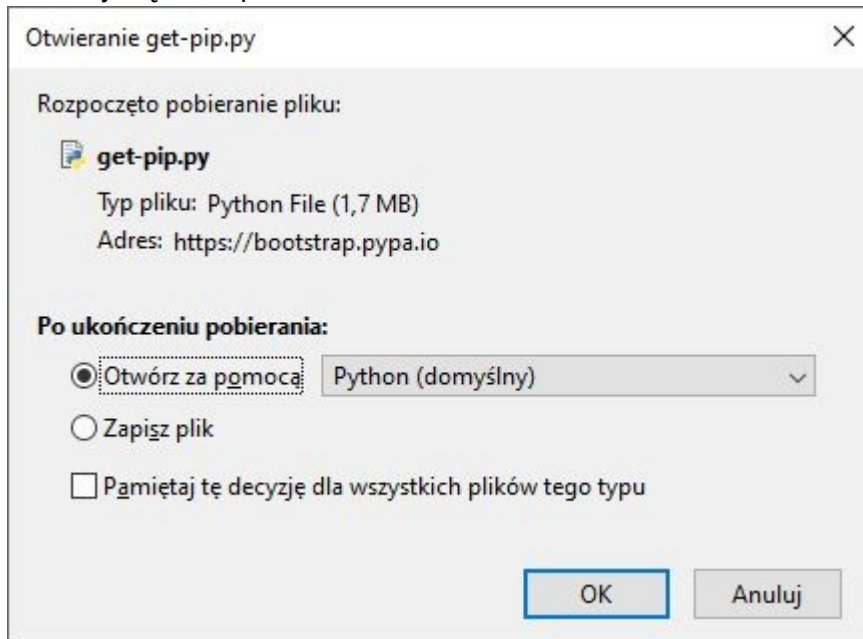 Otwieranie get-pip.py
Rozpoczęto pobieranie pliku:
get-pip.py
Typ pliku: Python File (1,7 MB)
Adres: https://bootstrap.pypa.io
Po ukończeniu pobierania:
Otwórz za pomocą Python (domyślny)
Zapisz plik
Pamiętaj tę decyzję dla wszystkich plików tego typu
OK Anuluj